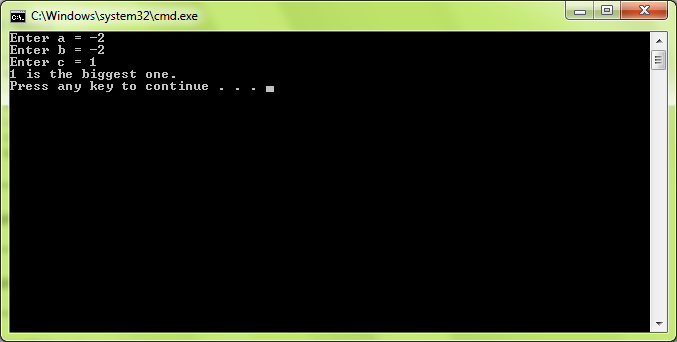 C:\Windows\system32\cmd.exe
Enter a = -2
Enter b = -2
Enter c = 1
1 is the biggest one.
Press any key to continue . . .